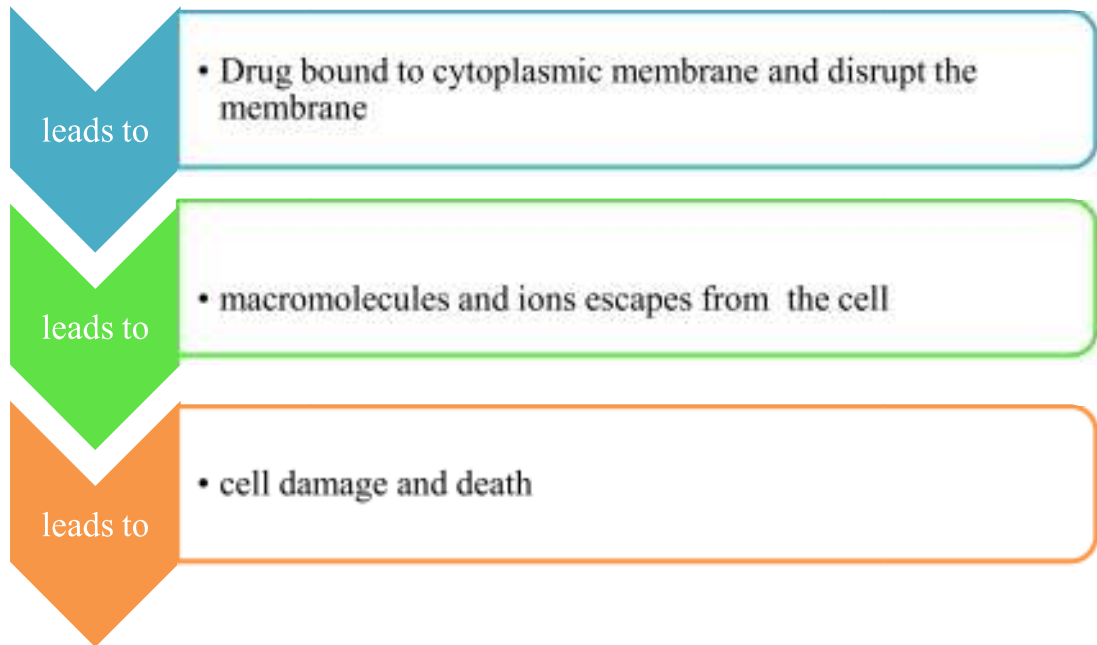 leads to
• Drug bound to cytoplasmic membrane and disrupt the
membrane
leads to
• macromolecules and ions escapes from  the cell
leads to
• cell damage and death